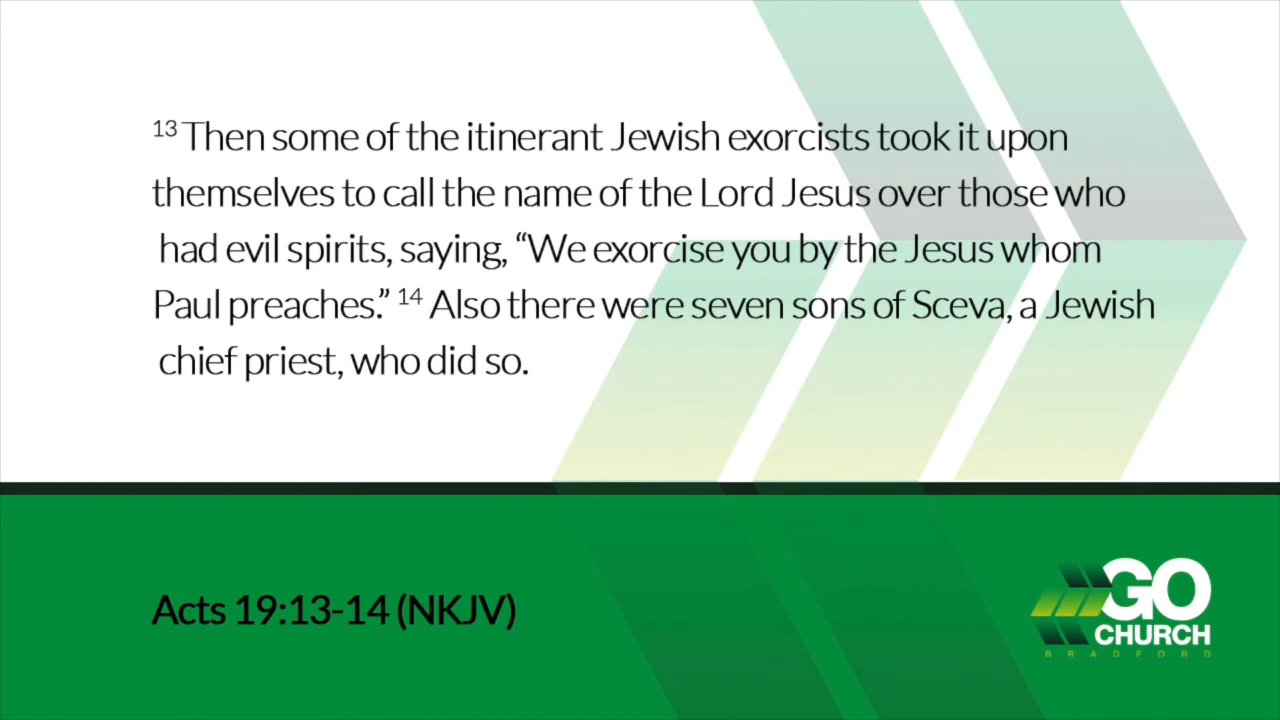 13 Then some of the itinerant Jewish exorcists took it upon
themselves to call the name of the Lord Jesus over those who
had evil spirits, saying, “We exorcise you by the Jesus whom
Paul preaches.” 14 Also there were seven sons of Sceva, a Jewish
chief priest, who did so.
Acts 19:13-14 (NKJV)
GO
CHURCH
BRADFORD